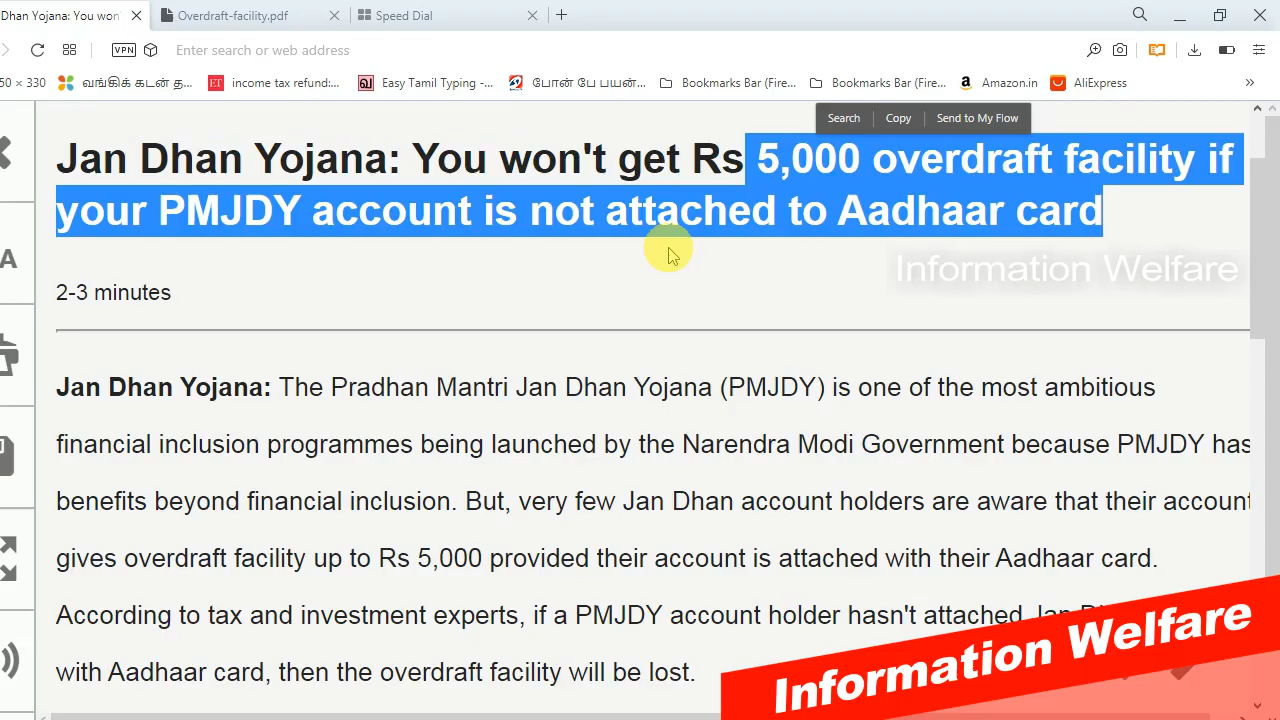 Dhan Yojana: You won'
Overdraft-facility.pdf
Speed Dial
VPN
Enter search or web address
50 × 330
வங்கிக் கடன் த...
ET income tax refund:...
Easy Tamil Typing -...
போன் பே பயன்...
Bookmarks Bar (Fire...
Bookmarks Bar (Fire...
Amazon.in
AliExpress
Search
Copy
Send to My Flow
Jan Dhan Yojana: You won't get Rs 5,000 overdraft facility if
your PMJDY account is not attached to Aadhaar card
Information Welfare
2-3 minutes
A
Jan Dhan Yojana: The Pradhan Mantri Jan Dhan Yojana (PMJDY) is one of the most ambitious
financial inclusion programmes being launched by the Narendra Modi Government because PMJDY has
benefits beyond financial inclusion. But, very few Jan Dhan account holders are aware that their account
gives overdraft facility up to Rs 5,000 provided their account is attached with their Aadhaar card.
According to tax and investment experts, if a PMJDY account holder hasn't attached Jan
with Aadhaar card, then the overdraft facility will be lost.
Information Welfare